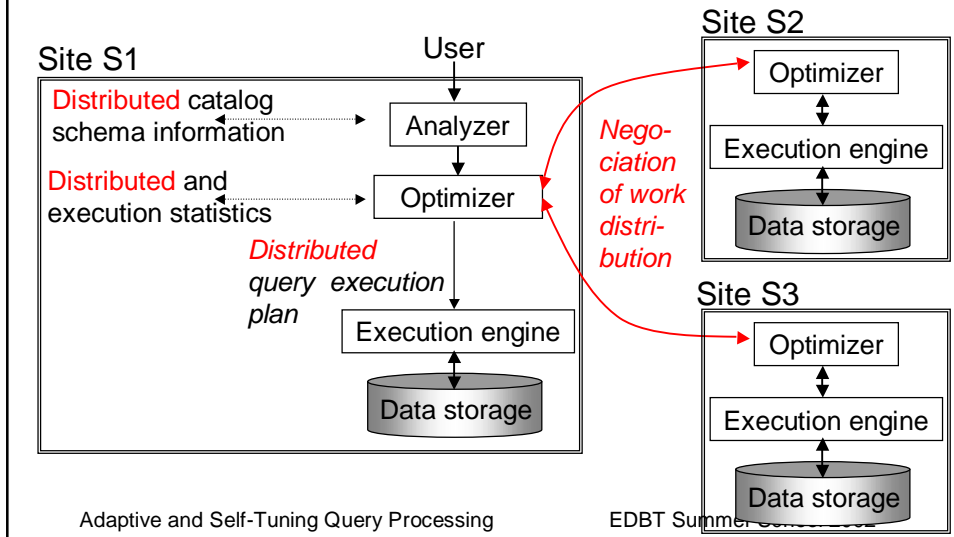 Site S1
User
Distributed catalog
schema information
Analyzer
Distributed and
execution statistics
Optimizer
Distributed
query execution
plan
Execution engine
Data storage
Nego-
ciation
of work
distri-
bution
Site S2
Optimizer
Execution engine
Data storage
Site S3
Optimizer
Execution engine
Data storage
Adaptive and Self-Tuning Query Processing
EDBT Summer